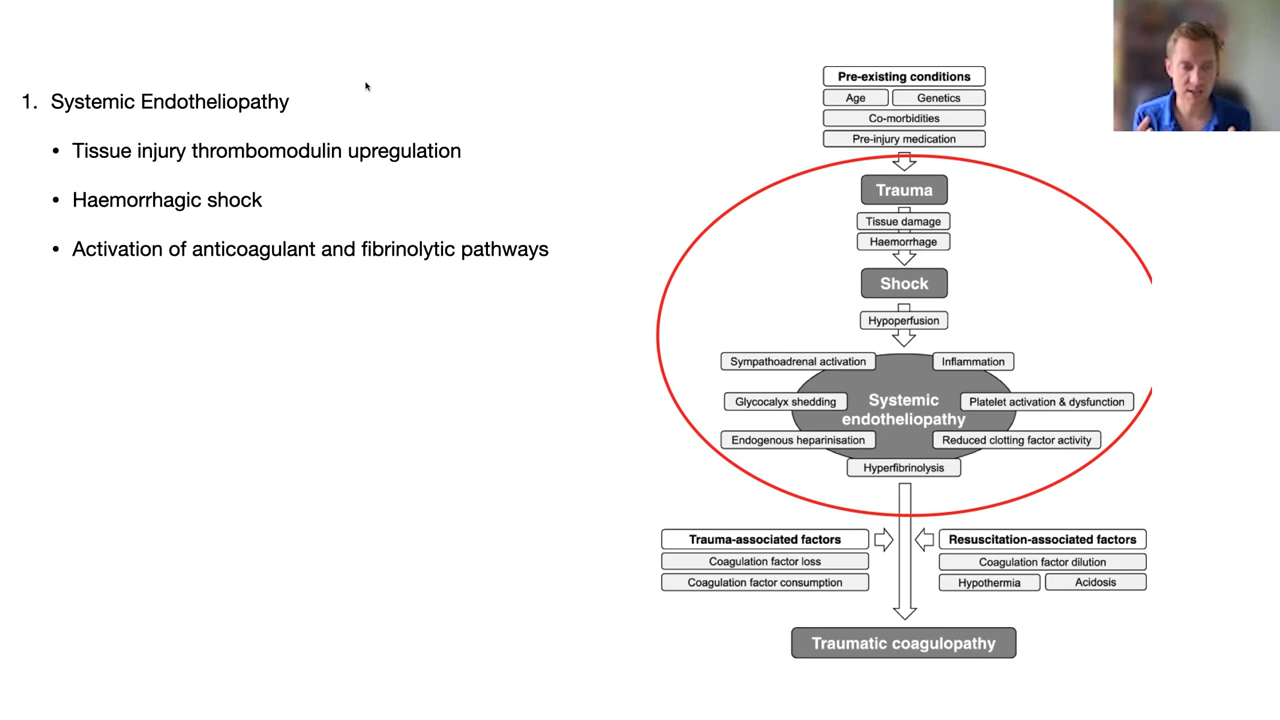 1. Systemic Endotheliopathy
• Tissue injury thrombomodulin upregulation
• Haemorrhagic shock
• Activation of anticoagulant and fibrinolytic pathways
Pre-existing conditions
Age
Genetics
Co-morbidities
Pre-injury medication
Trauma
Tissue damage
Haemorrhage
Shock
Hypoperfusion
Sympathoadrenal activation
Inflammation
Glycocalyx shedding
Systemic
endotheliopathy
Platelet activation & dysfunction
Endogenous heparinisation
Reduced clotting factor activity
Hyperfibrinolysis
Trauma-associated factors
Coagulation factor loss
Coagulation factor consumption
Resuscitation-associated factors
Coagulation factor dilution
Hypothermia
Acidosis
Traumatic coagulopathy